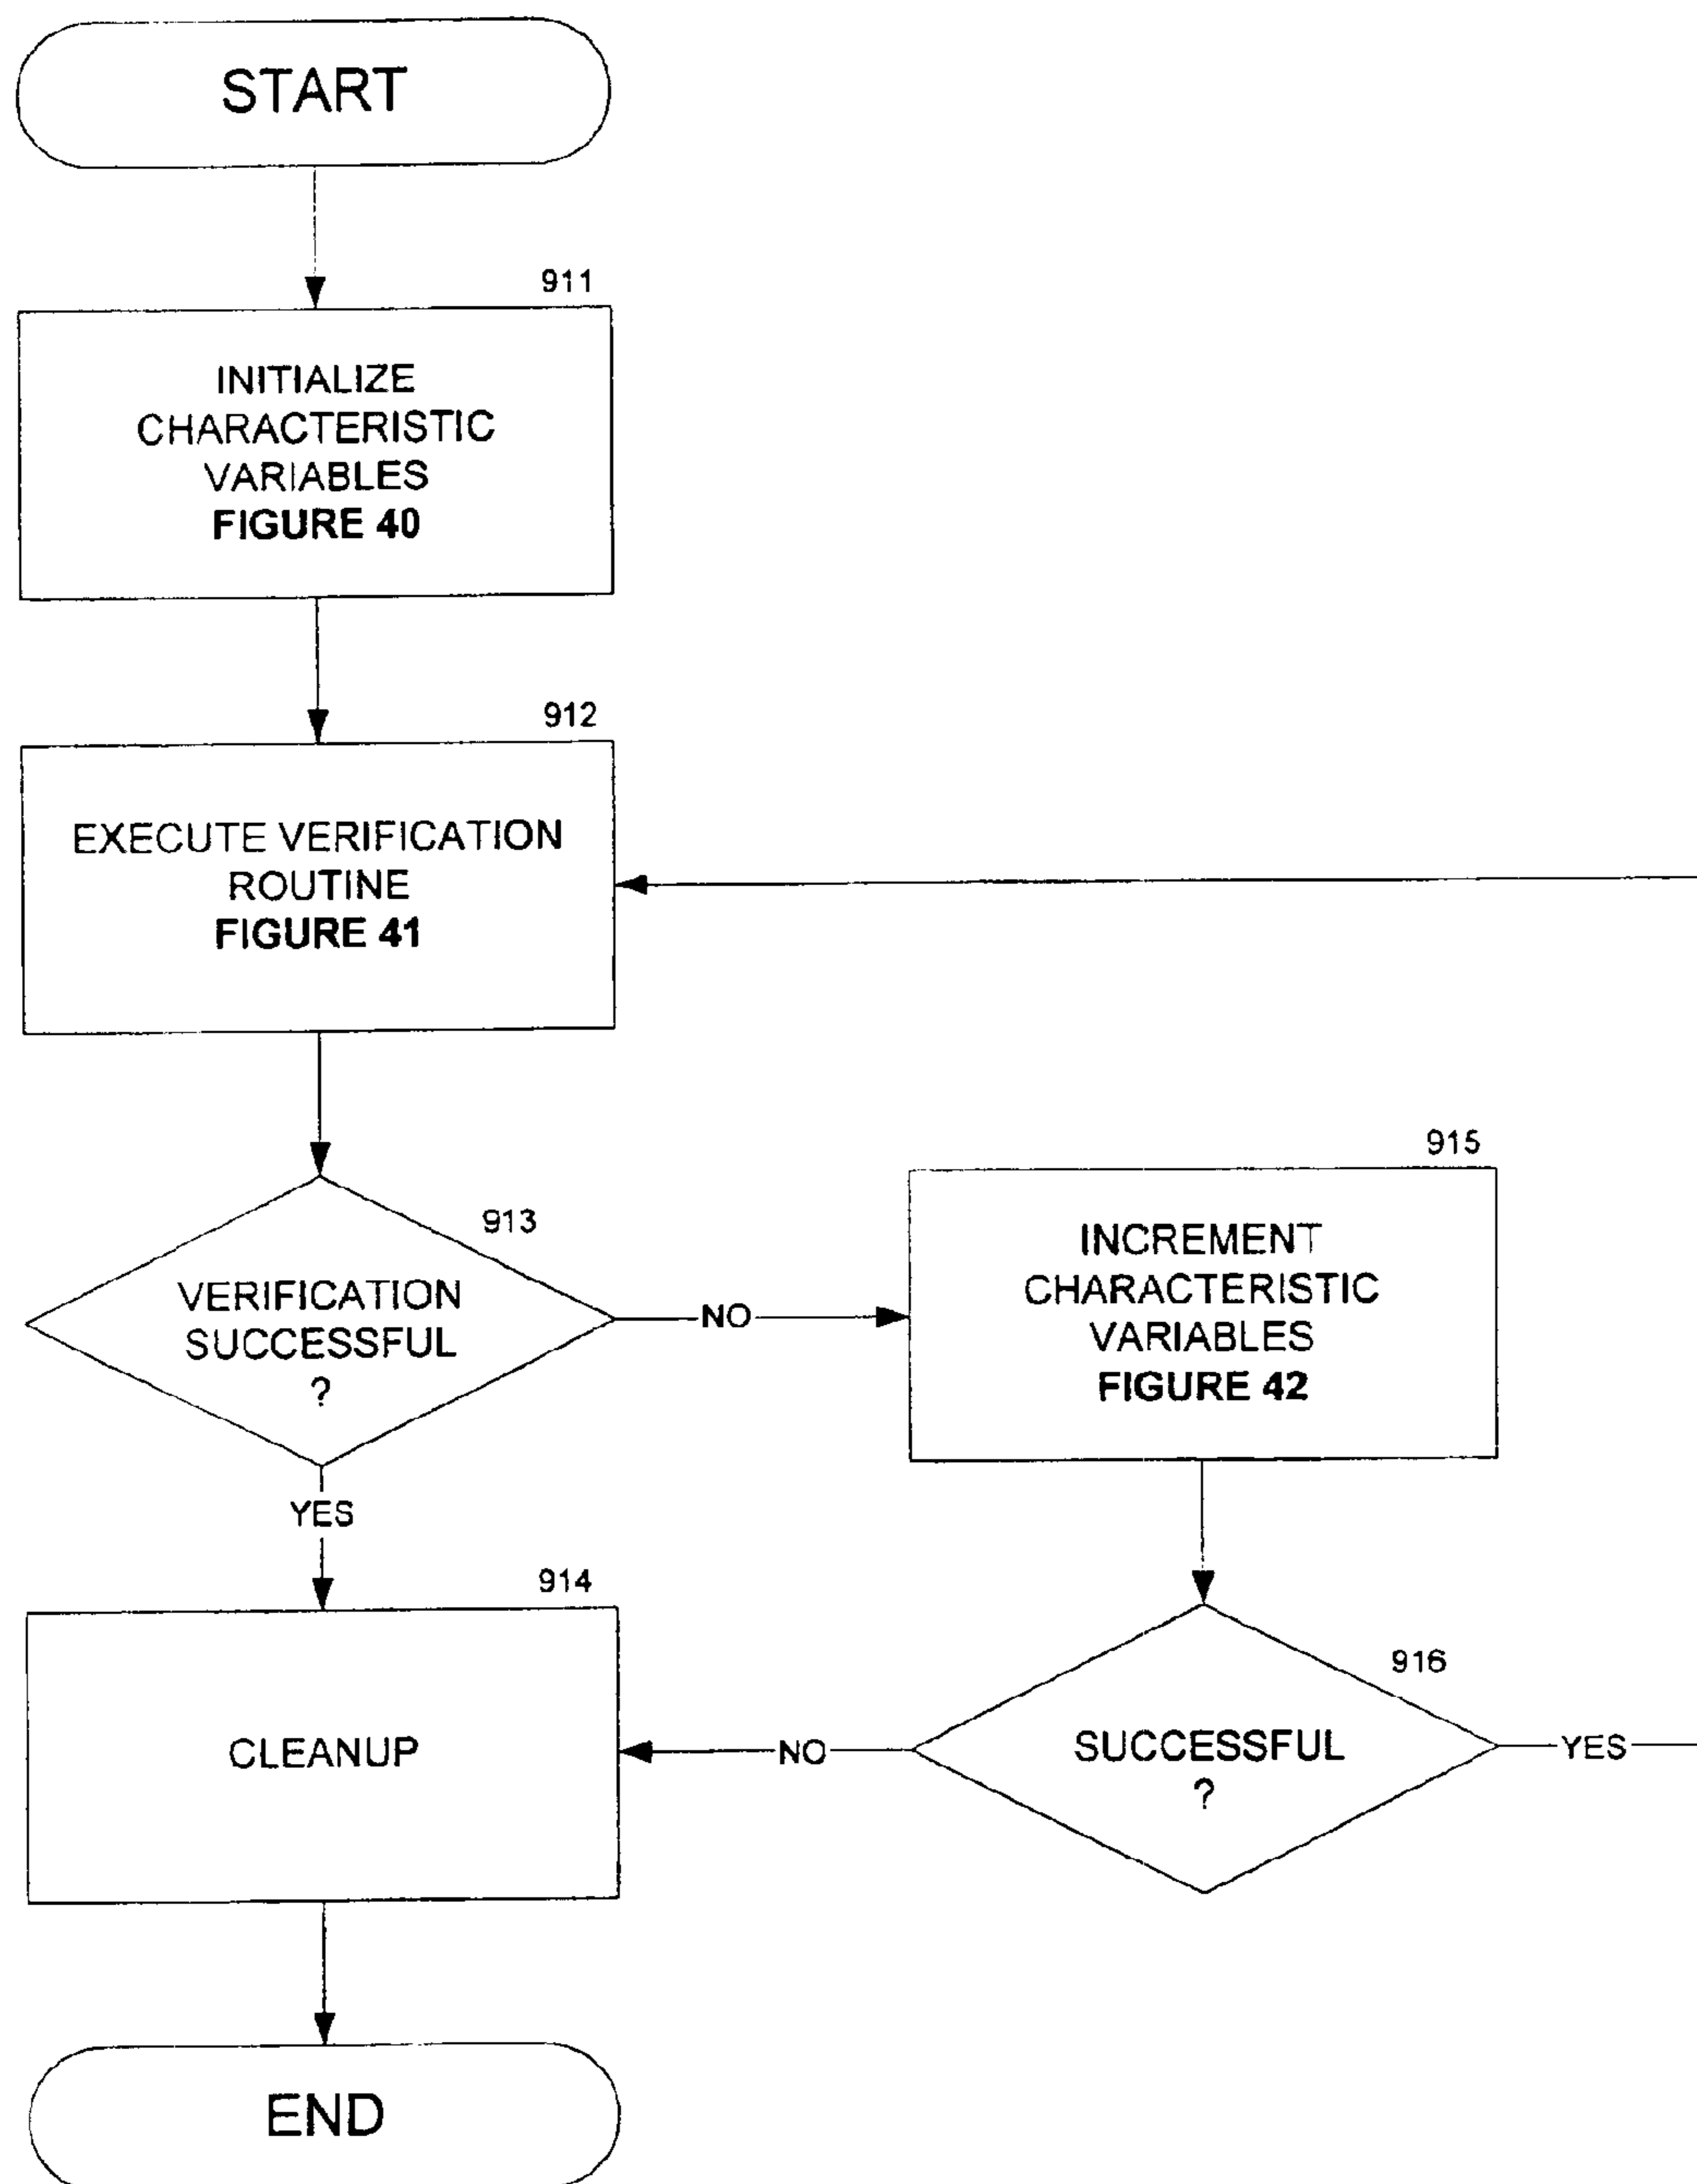 START
911
INITIALIZE
CHARACTERISTIC
VARIABLES
FIGURE 40
912
EXECUTE VERIFICATION
ROUTINE
FIGURE 41
913
VERIFICATION
SUCCESSFUL
?
NO
915
INCREMENT
CHARACTERISTIC
VARIABLES
FIGURE 42
YES
914
CLEANUP
916
SUCCESSFUL
?
NO
YES
END